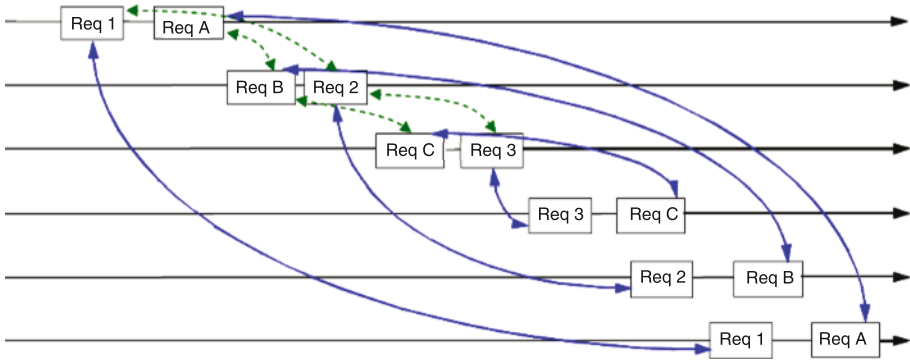 Req 1 Req A
Req B Req 2
Req C Req 3
Req 3 Req C
Req 2 Req B
Req 1 Req A